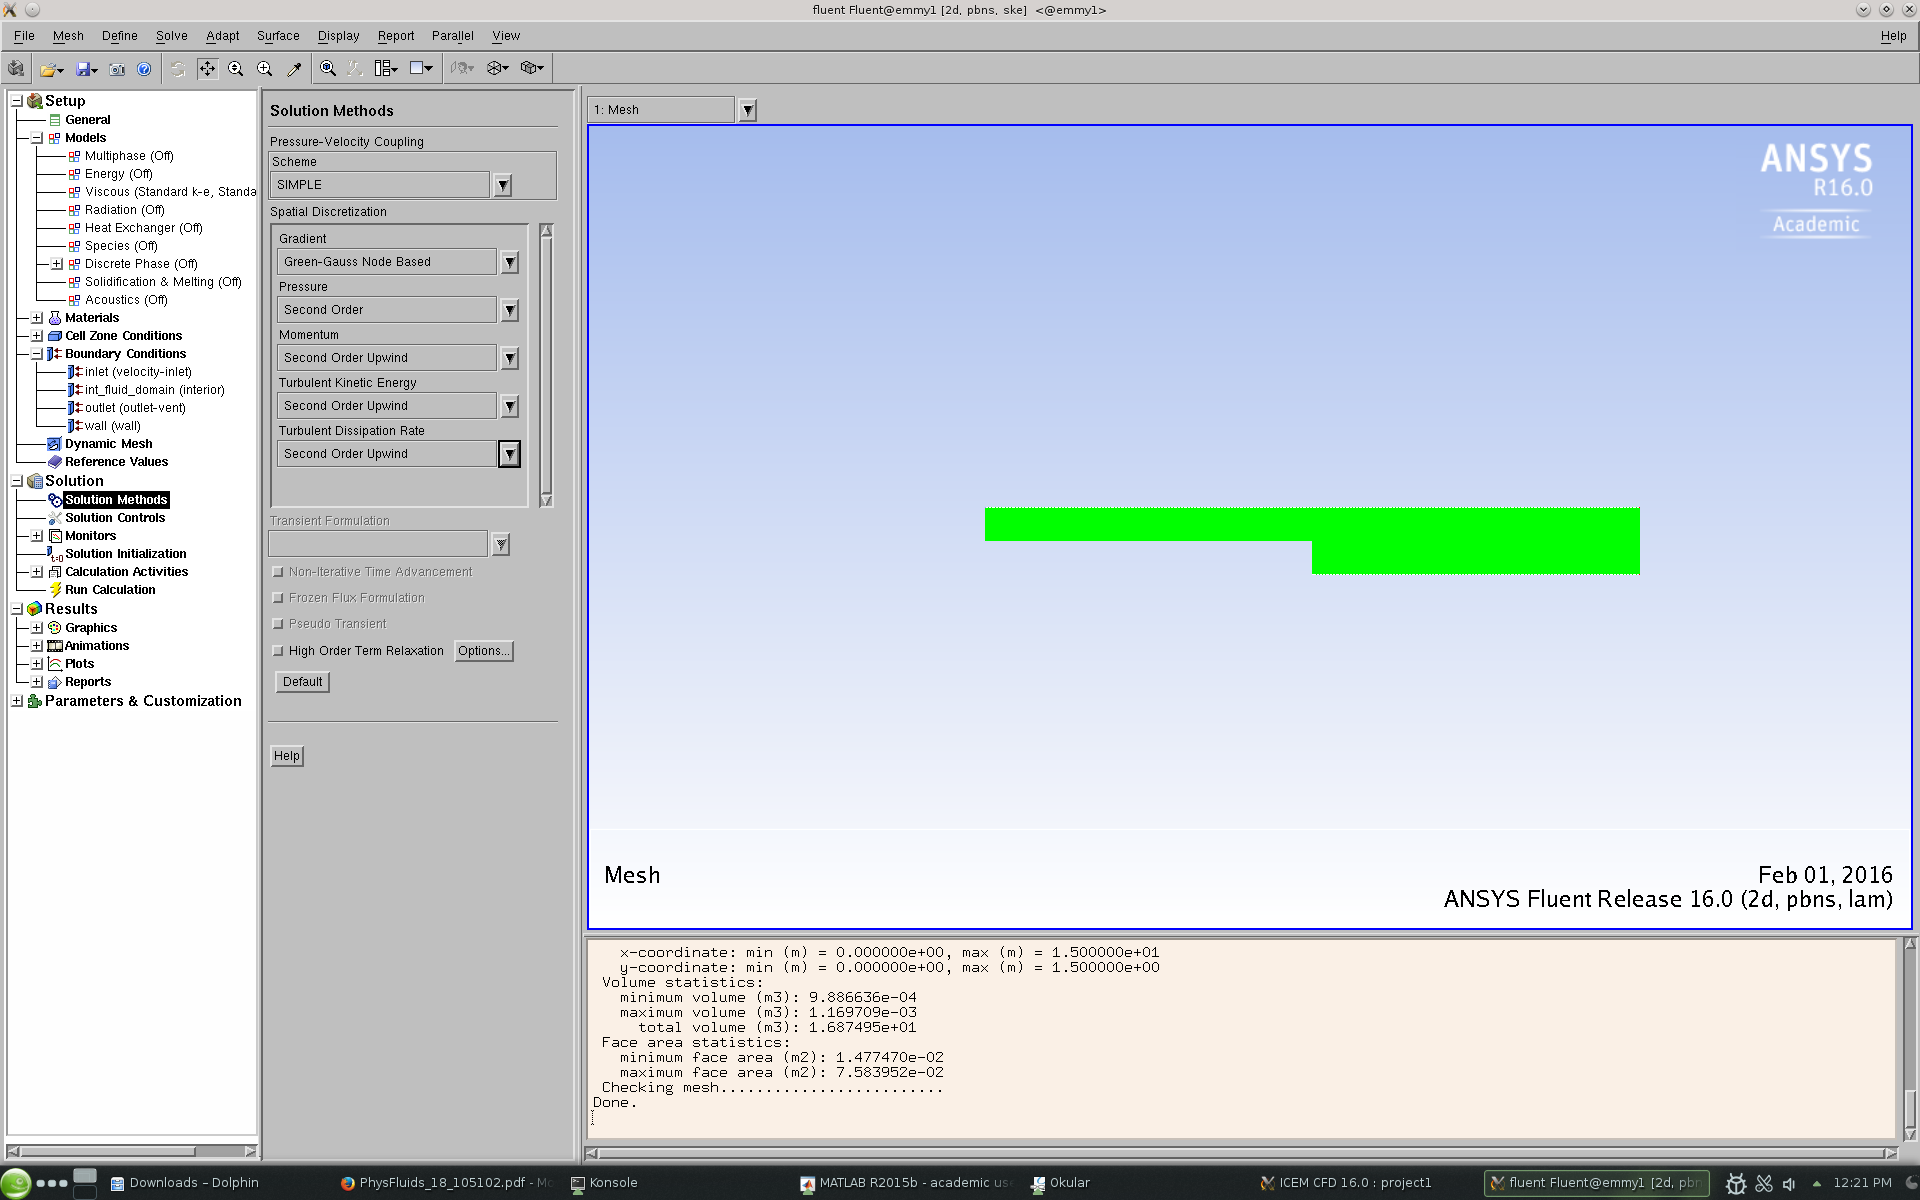 fluent Fluent@emmy1 [2d, pbns, ske] <@emmy1>
File Mesh Define Solve Adapt Surface Display Report Parallel View Help
Setup
General
Models
Multiphase (Off)
Energy (Off)
Viscous (Standard k-e, Standa
Radiation (Off)
Heat Exchanger (Off)
Species (Off)
Discrete Phase (Off)
Solidification & Melting (Off)
Acoustics (Off)
Materials
Cell Zone Conditions
Boundary Conditions
inlet (velocity-inlet)
int_fluid_domain (interior)
outlet (outlet-vent)
wall (wall)
Dynamic Mesh
Reference Values
Solution
Solution Methods
Solution Controls
Monitors
Solution Initialization
Calculation Activities
Run Calculation
Results
Graphics
Animations
Plots
Reports
Parameters & Customization
Solution Methods
Pressure-Velocity Coupling
Scheme
SIMPLE
Spatial Discretization
Gradient
Green-Gauss Node Based
Pressure
Second Order
Momentum
Second Order Upwind
Turbulent Kinetic Energy
Second Order Upwind
Turbulent Dissipation Rate
Second Order Upwind
Transient Formulation
Non-Iterative Time Advancement
Frozen Flux Formulation
Pseudo Transient
High Order Term Relaxation Options...
Default
Help
1: Mesh
ANSYS
R16.0
Academic
Mesh
Feb 01, 2016
ANSYS Fluent Release 16.0 (2d, pbns, lam)
x-coordinate: min (m) = 0.000000e+00, max (m) = 1.500000e+01
y-coordinate: min (m) = 0.000000e+00, max (m) = 1.500000e+00
Volume statistics:
minimum volume (m3): 9.886636e-04
maximum volume (m3): 1.169709e-03
total volume (m3): 1.687495e+01
Face area statistics:
minimum face area (m2): 1.477470e-02
maximum face area (m2): 7.583952e-02
Checking mesh.........................
Done.
Downloads – Dolphin PhysFluids_18_105102.pdf - Mo Konsole MATLAB R2015b - academic us Okular ICEM CFD 16.0 : project1 fluent Fluent@emmy1 [2d, pbn 12:21 PM